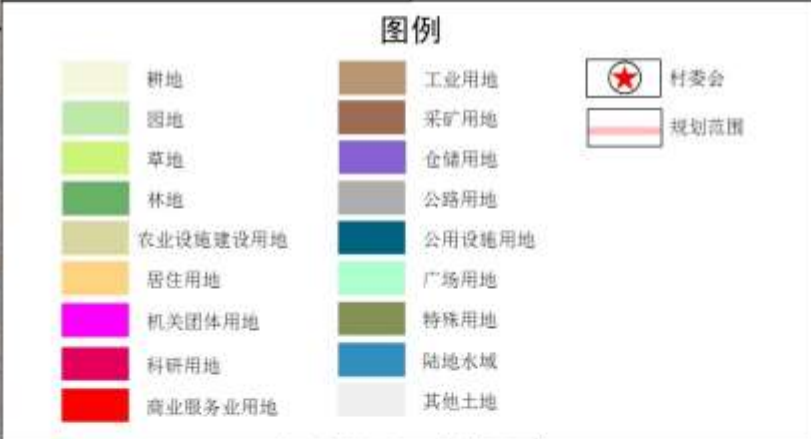 图例
耕地
园地
草地
林地
农业设施建设用地
居住用地
机关团体用地
科研用地
商业服务业用地
工业用地
采矿用地
仓储用地
公路用地
公用设施用地
广场用地
特殊用地
陆地水域
其他土地
村委会
规划范围